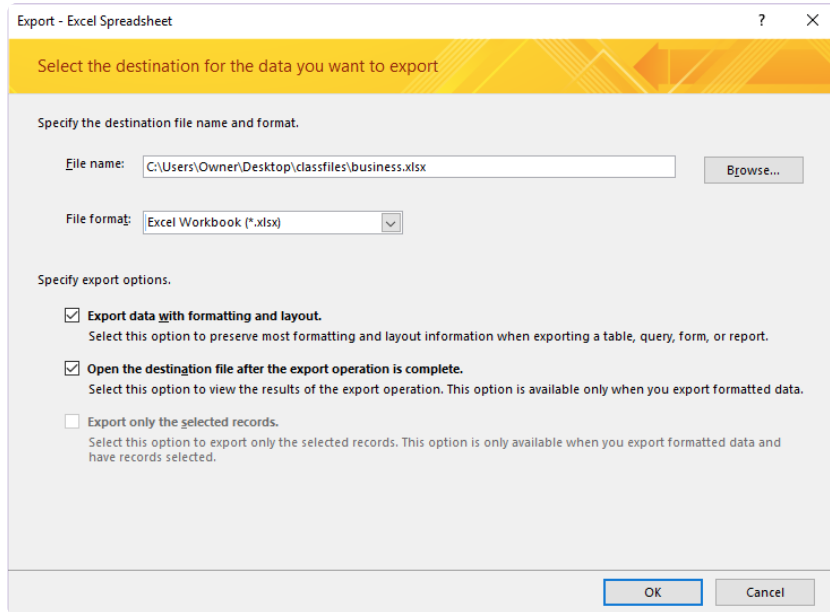 Export - Excel Spreadsheet
Select the destination for the data you want to export
Specify the destination file name and format.
File name: C:\Users\Owner\Desktop\classfiles\business.xlsx Browse...
File format: Excel Workbook (*.xlsx)
Specify export options.
Export data with formatting and layout.
Select this option to preserve most formatting and layout information when exporting a table, query, form, or report.
Open the destination file after the export operation is complete.
Select this option to view the results of the export operation. This option is available only when you export formatted data.
Export only the selected records.
Select this option to export only the selected records. This option is only available when you export formatted data and
have records selected.
OK Cancel